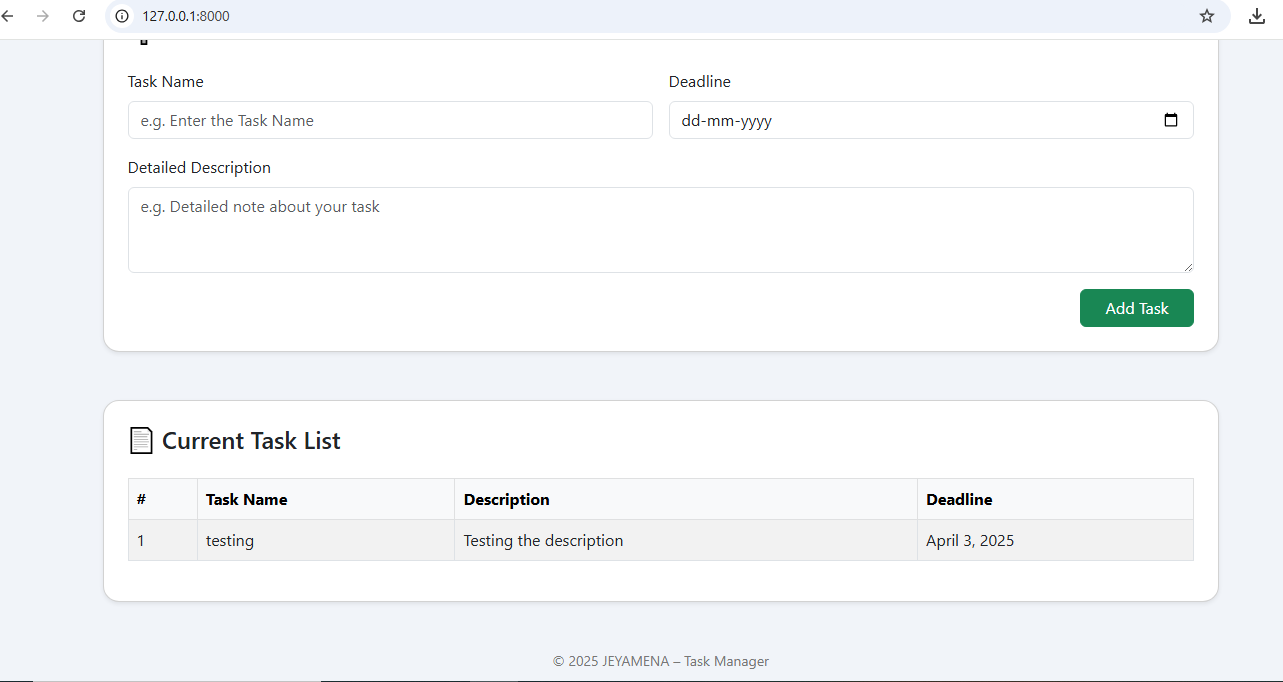 127.0.0.1:8000
Task Name Deadline
e.g. Enter the Task Name dd-mm-yyyy
Detailed Description
e.g. Detailed note about your task
Add Task
Current Task List
# Task Name Description Deadline
1 testing Testing the description April 3, 2025
© 2025 JEYAMENA – Task Manager